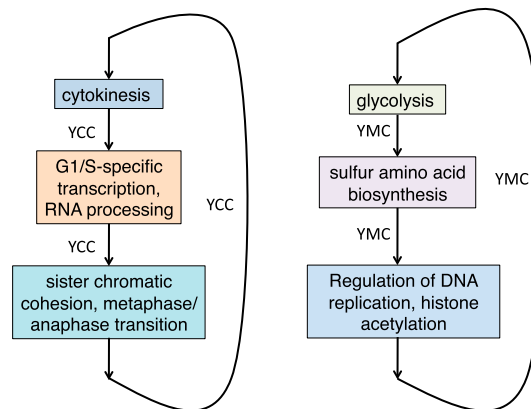 cytokinesis
YCC
G1/S-specific
transcription,
RNA processing
YCC
YCC
sister chromatic
cohesion, metaphase/
anaphase transition
glycolysis
YMC
sulfur amino acid
biosynthesis
YMC
YMC
Regulation of DNA
replication, histone
acetylation